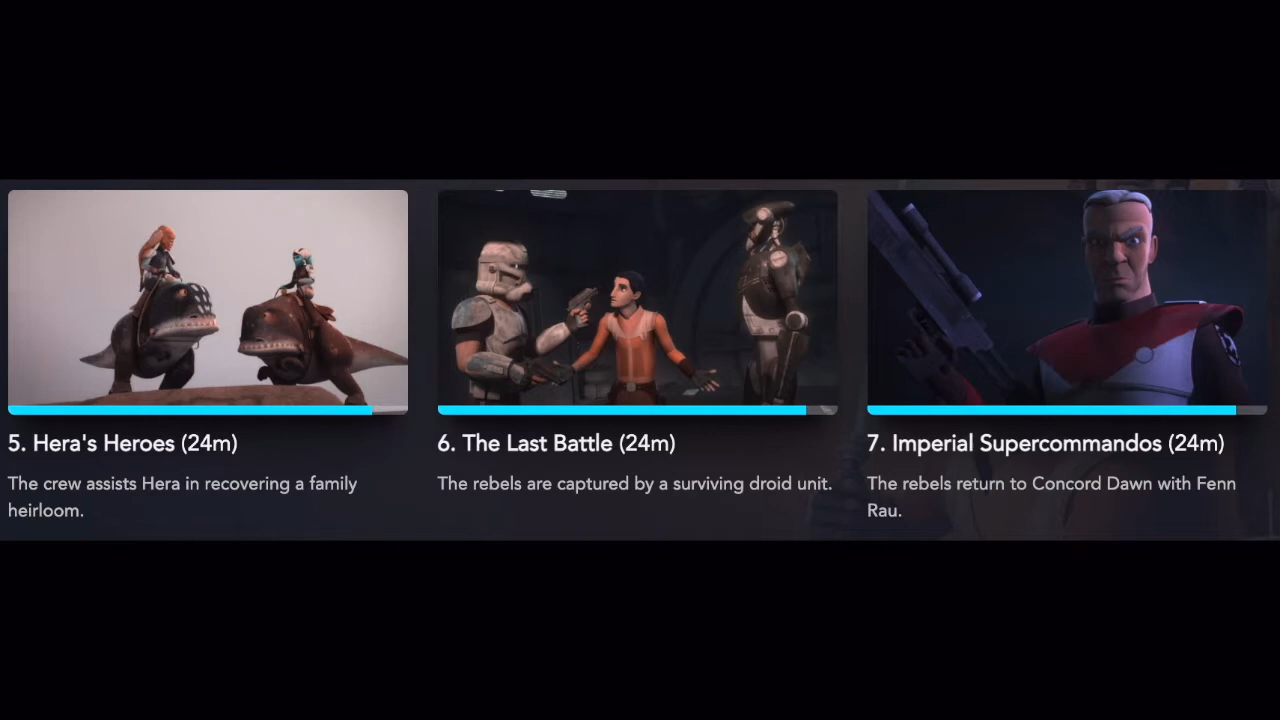 5. Hera's Heroes (24m)
The crew assists Hera in recovering a family
heirloom.
6. The Last Battle (24m)
The rebels are captured by a surviving droid unit.
7. Imperial Supercommandos (24m)
The rebels return to Concord Dawn with Fenn
Rau.